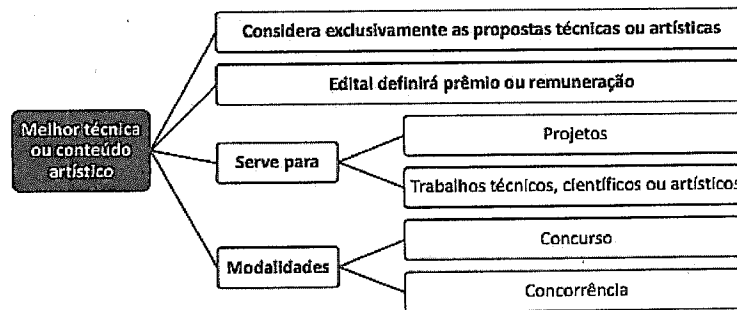 Considera exclusivamente as propostas técnicas ou artísticas
Edital definirá prêmio ou remuneração
Melhor técnica
ou conteúdo
artístico
Serve para
Projetos
Trabalhos técnicos, científicos ou artísticos
Modalidades
Concurso
Concorrência